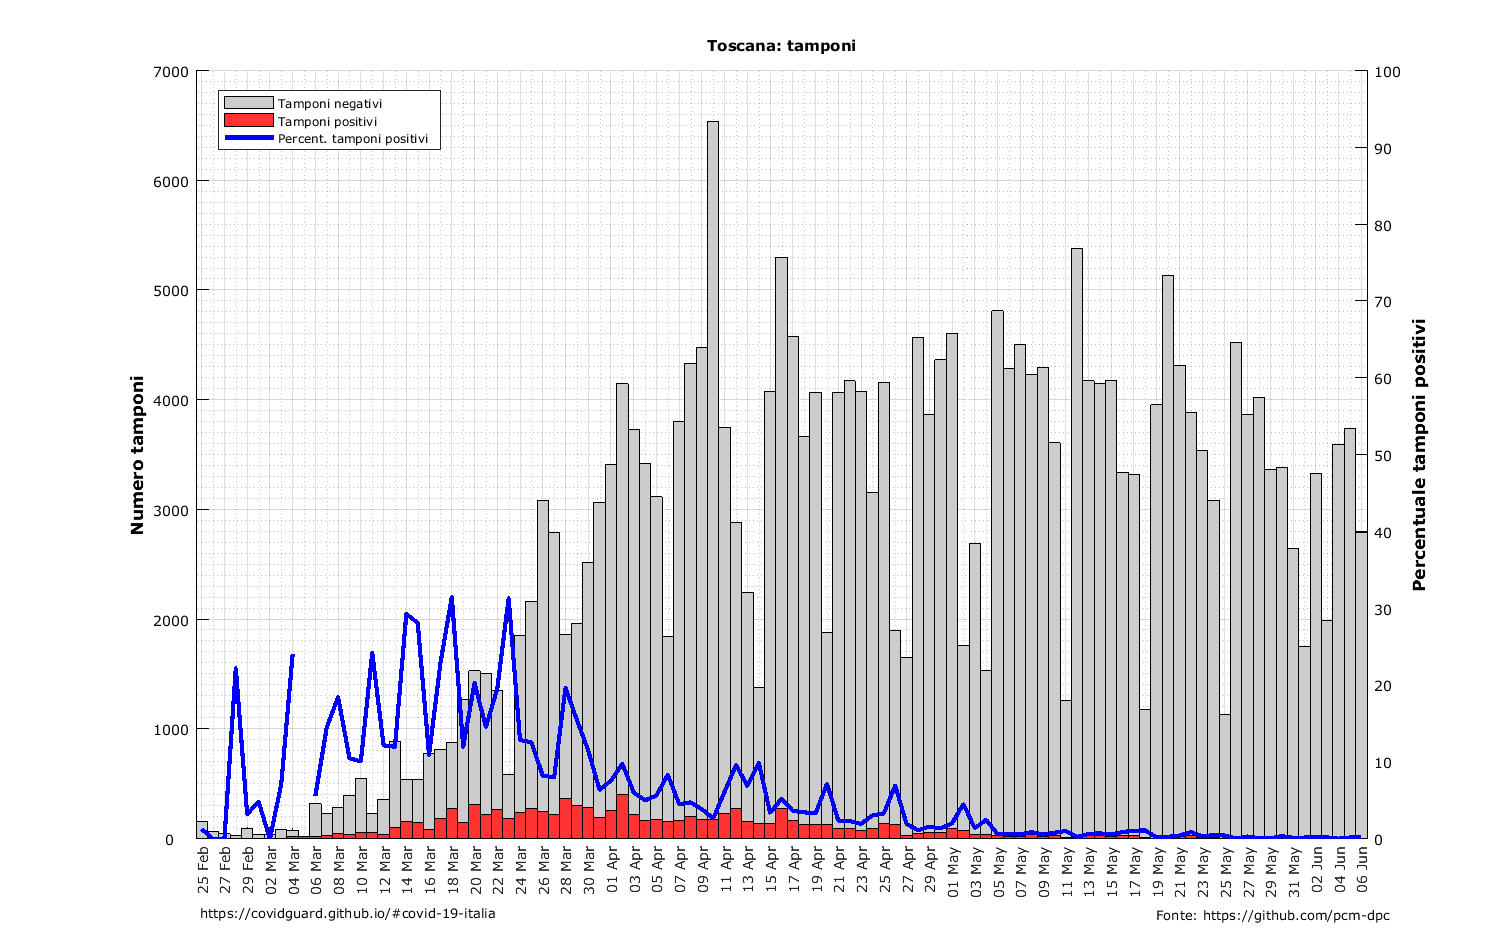 Toscana: tamponi
7000
6000
5000
4000
3000
2000
1000
0
Numero tamponi
Tamponi negativi
Tamponi positivi
Percent. tamponi positivi
100
90
80
70
60
50
40
30
20
10
0
Percentuale tamponi positivi
25 Feb
27 Feb
29 Feb
02 Mar
04 Mar
06 Mar
08 Mar
10 Mar
12 Mar
14 Mar
16 Mar
18 Mar
20 Mar
22 Mar
24 Mar
26 Mar
28 Mar
30 Mar
01 Apr
03 Apr
05 Apr
07 Apr
09 Apr
11 Apr
13 Apr
15 Apr
17 Apr
19 Apr
21 Apr
23 Apr
25 Apr
27 Apr
29 Apr
01 May
03 May
05 May
07 May
09 May
11 May
13 May
15 May
17 May
19 May
21 May
23 May
25 May
27 May
29 May
31 May
02 Jun
04 Jun
06 Jun
https://covidguard.github.io/#covid-19-italia
Fonte: https://github.com/pcm-dpc